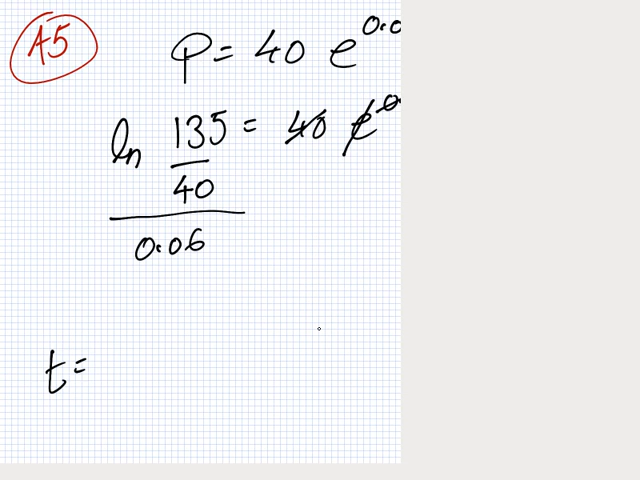 A5
P = 40 e^0.0
ln 135/40 = 40 e^0
0.06
t =